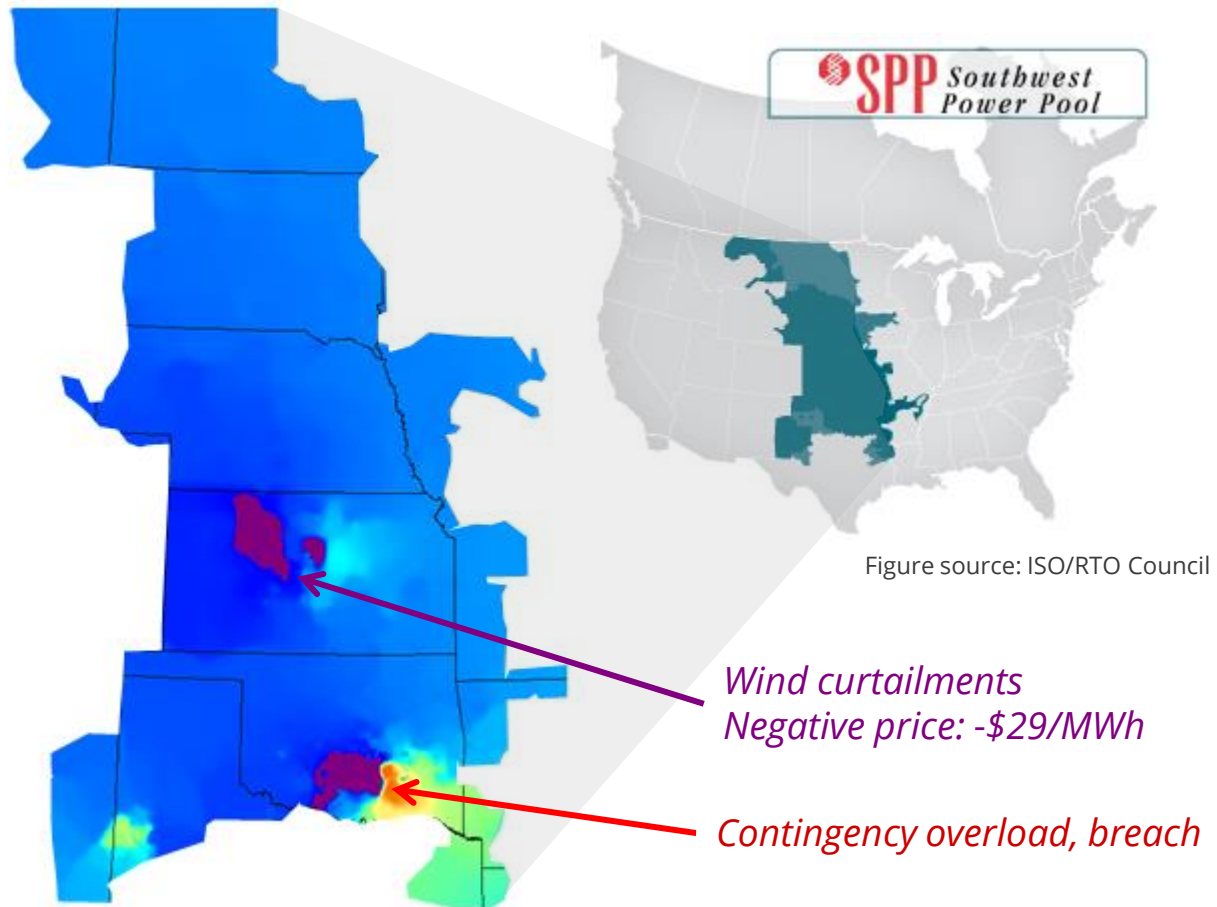 SPP Southwest
Power Pool
Figure source: ISO/RTO Council
Wind curtailments
Negative price: -$29/MWh
Contingency overload, breach